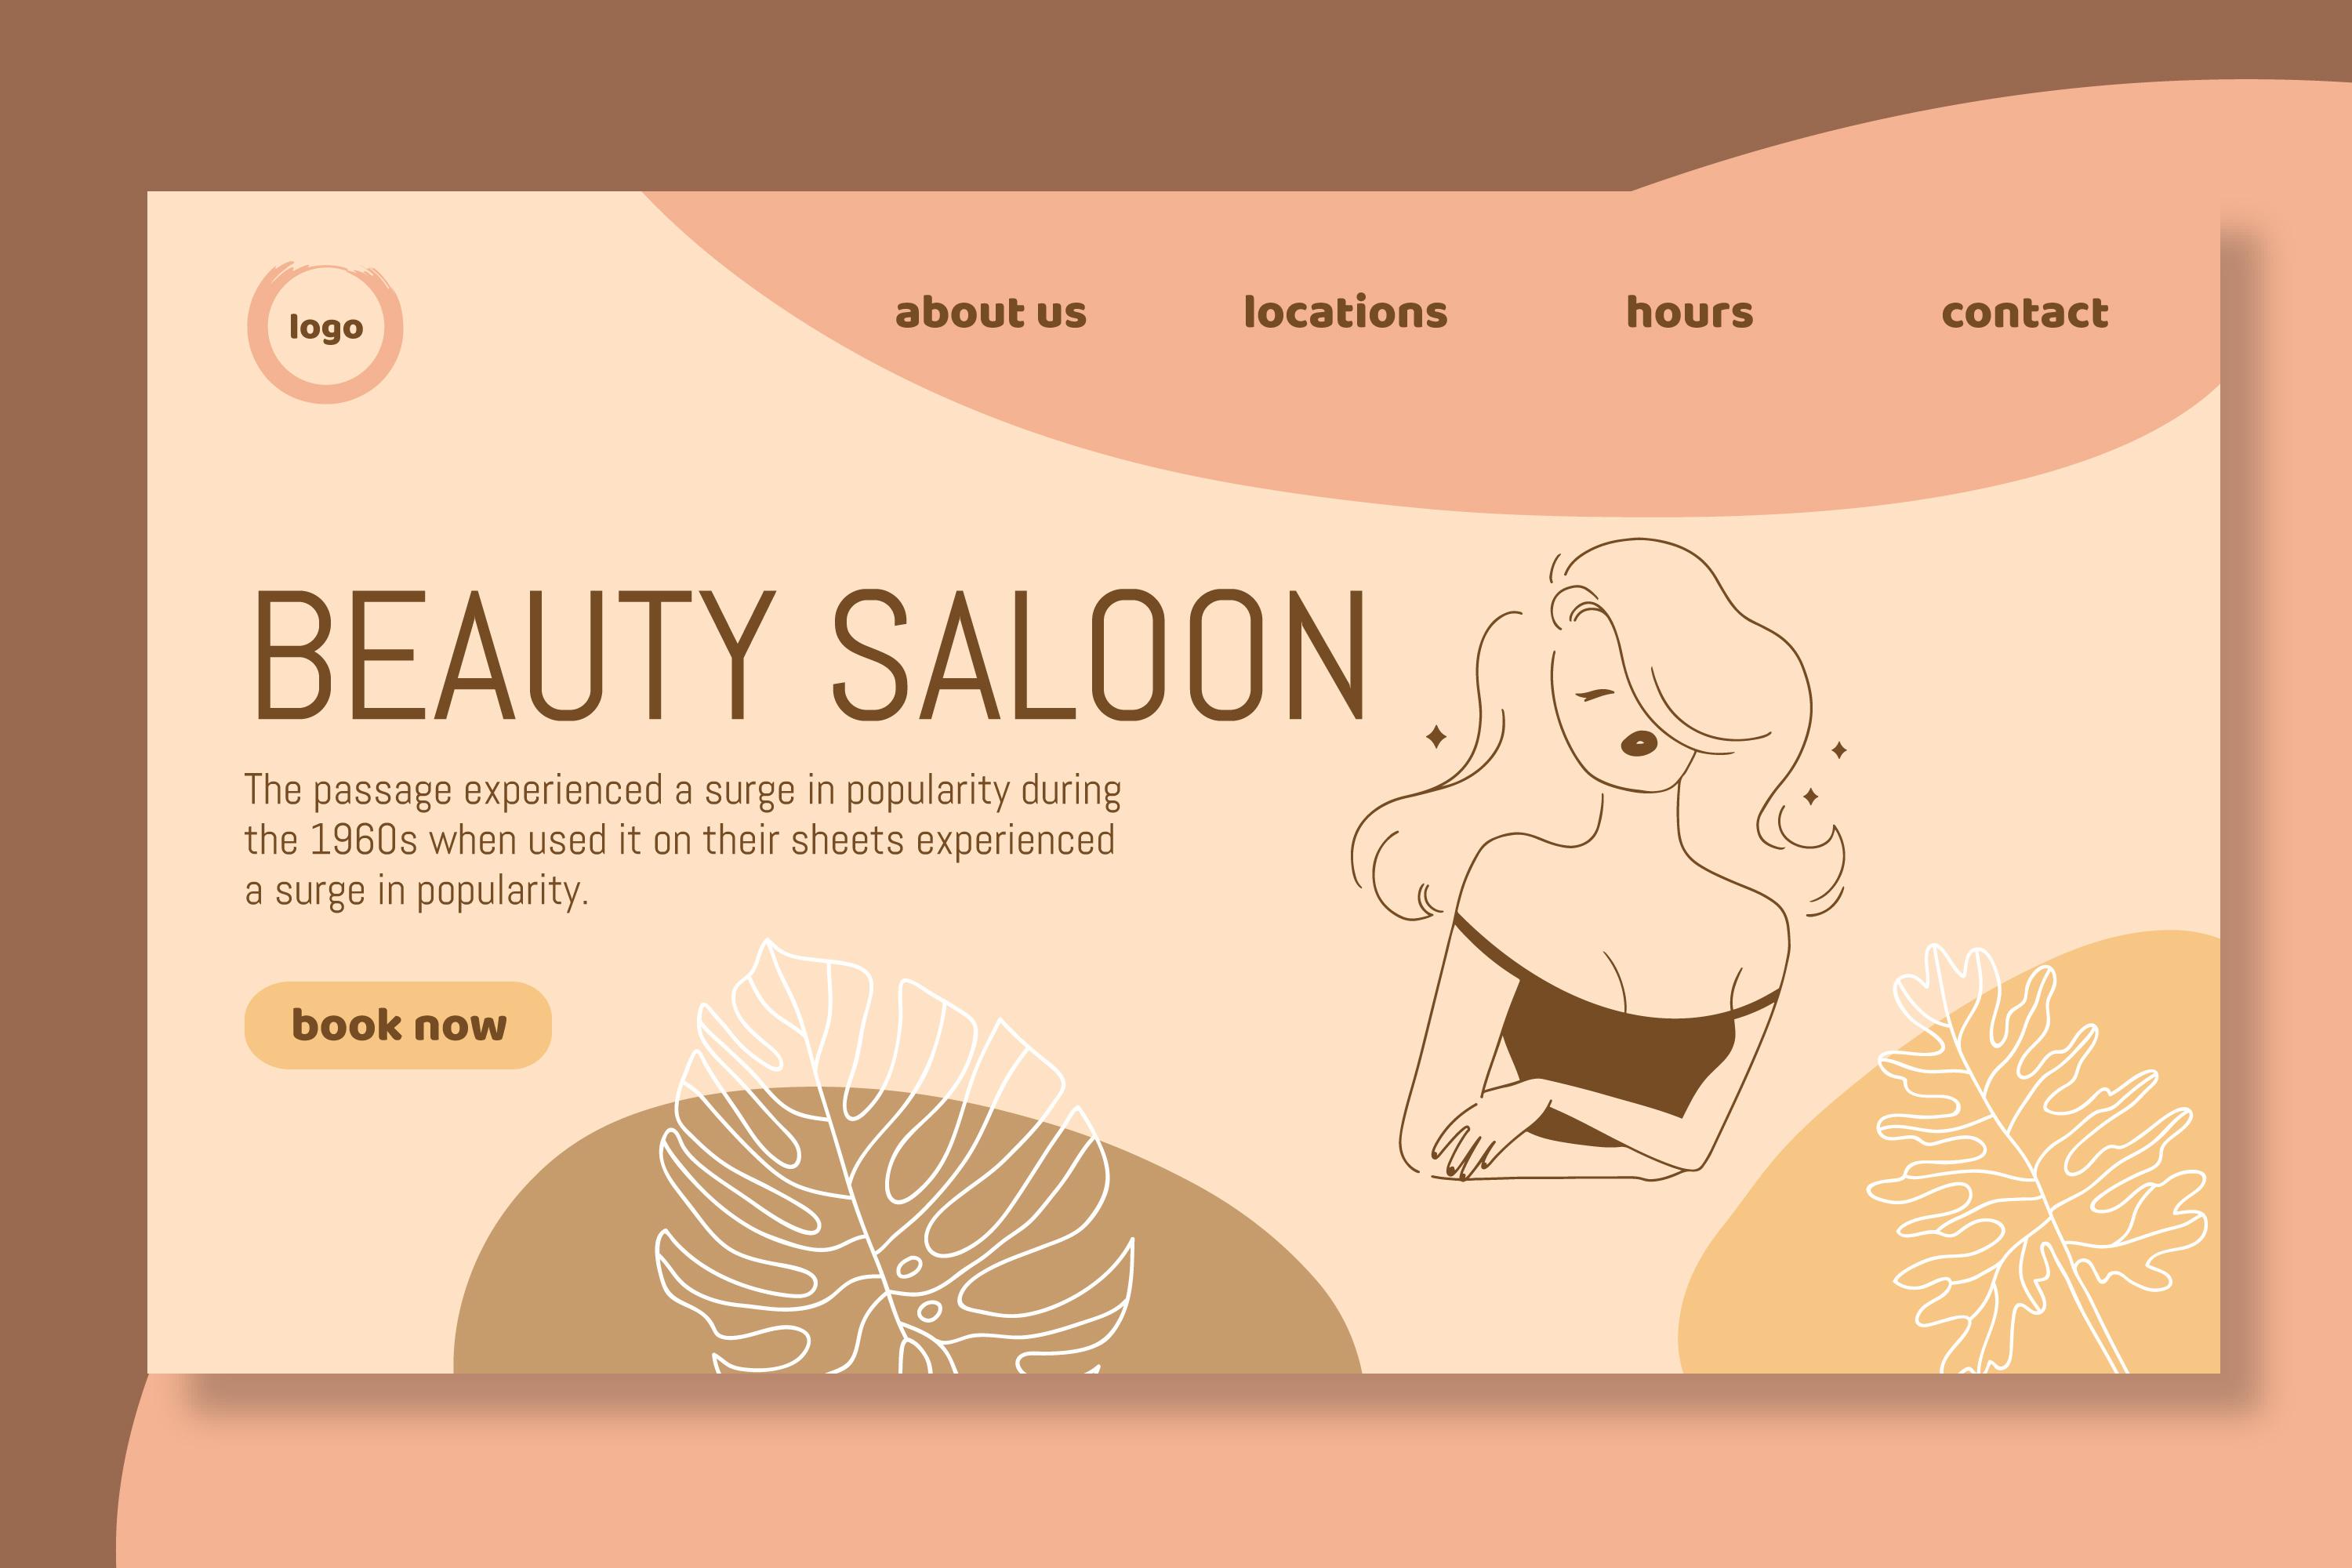 logo
about us
locations
hours
contact
BEAUTY SALOON
The passage experienced a surge in popularity during
the 1960s when used it on their sheets experienced
a surge in popularity.
book now